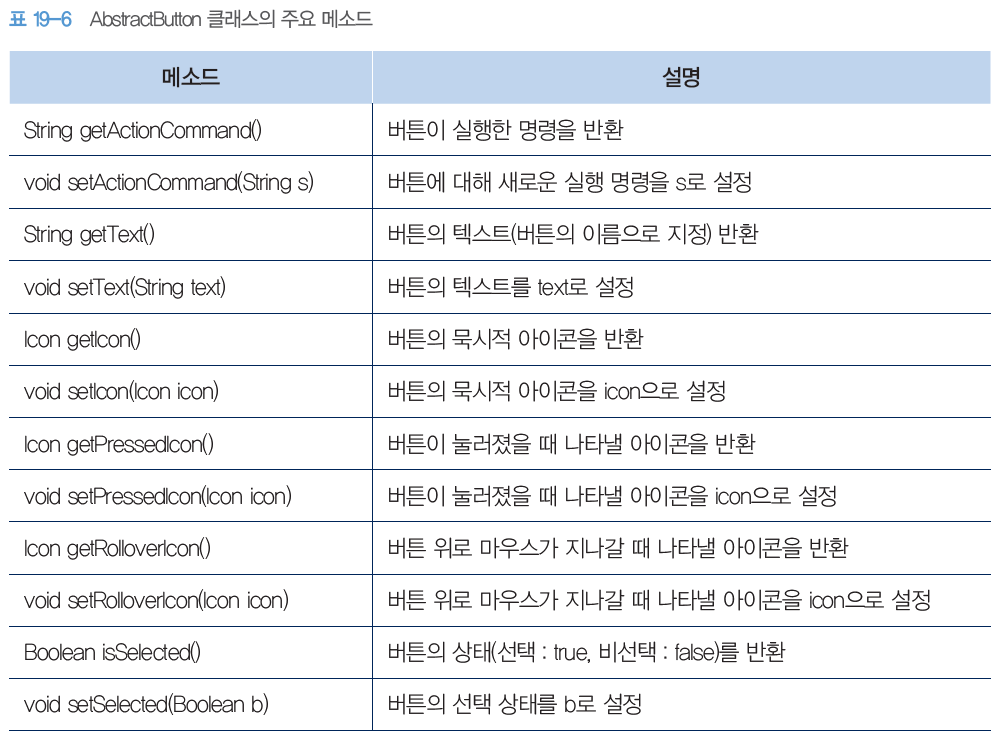 표 19-6 AbstractButton 클래스의 주요 메소드
메소드 설명
String getActionCommand() 버튼이 실행한 명령을 반환
void setActionCommand(String s) 버튼에 대해 새로운 실행 명령을 s로 설정
String getText() 버튼의 텍스트(버튼의 이름으로 지정) 반환
void setText(String text) 버튼의 텍스트를 text로 설정
Icon getIcon() 버튼의 묵시적 아이콘을 반환
void setIcon(Icon icon) 버튼의 묵시적 아이콘을 icon으로 설정
Icon getPressedIcon() 버튼이 눌러졌을 때 나타낼 아이콘을 반환
void setPressedIcon(Icon icon) 버튼이 눌러졌을 때 나타낼 아이콘을 icon으로 설정
Icon getRolloverIcon() 버튼 위로 마우스가 지나갈 때 나타낼 아이콘을 반환
void setRolloverIcon(Icon icon) 버튼 위로 마우스가 지나갈 때 나타낼 아이콘을 icon으로 설정
Boolean isSelected() 버튼의 상태(선택 : true, 비선택 : false)를 반환
void setSelected(Boolean b) 버튼의 선택 상태를 b로 설정